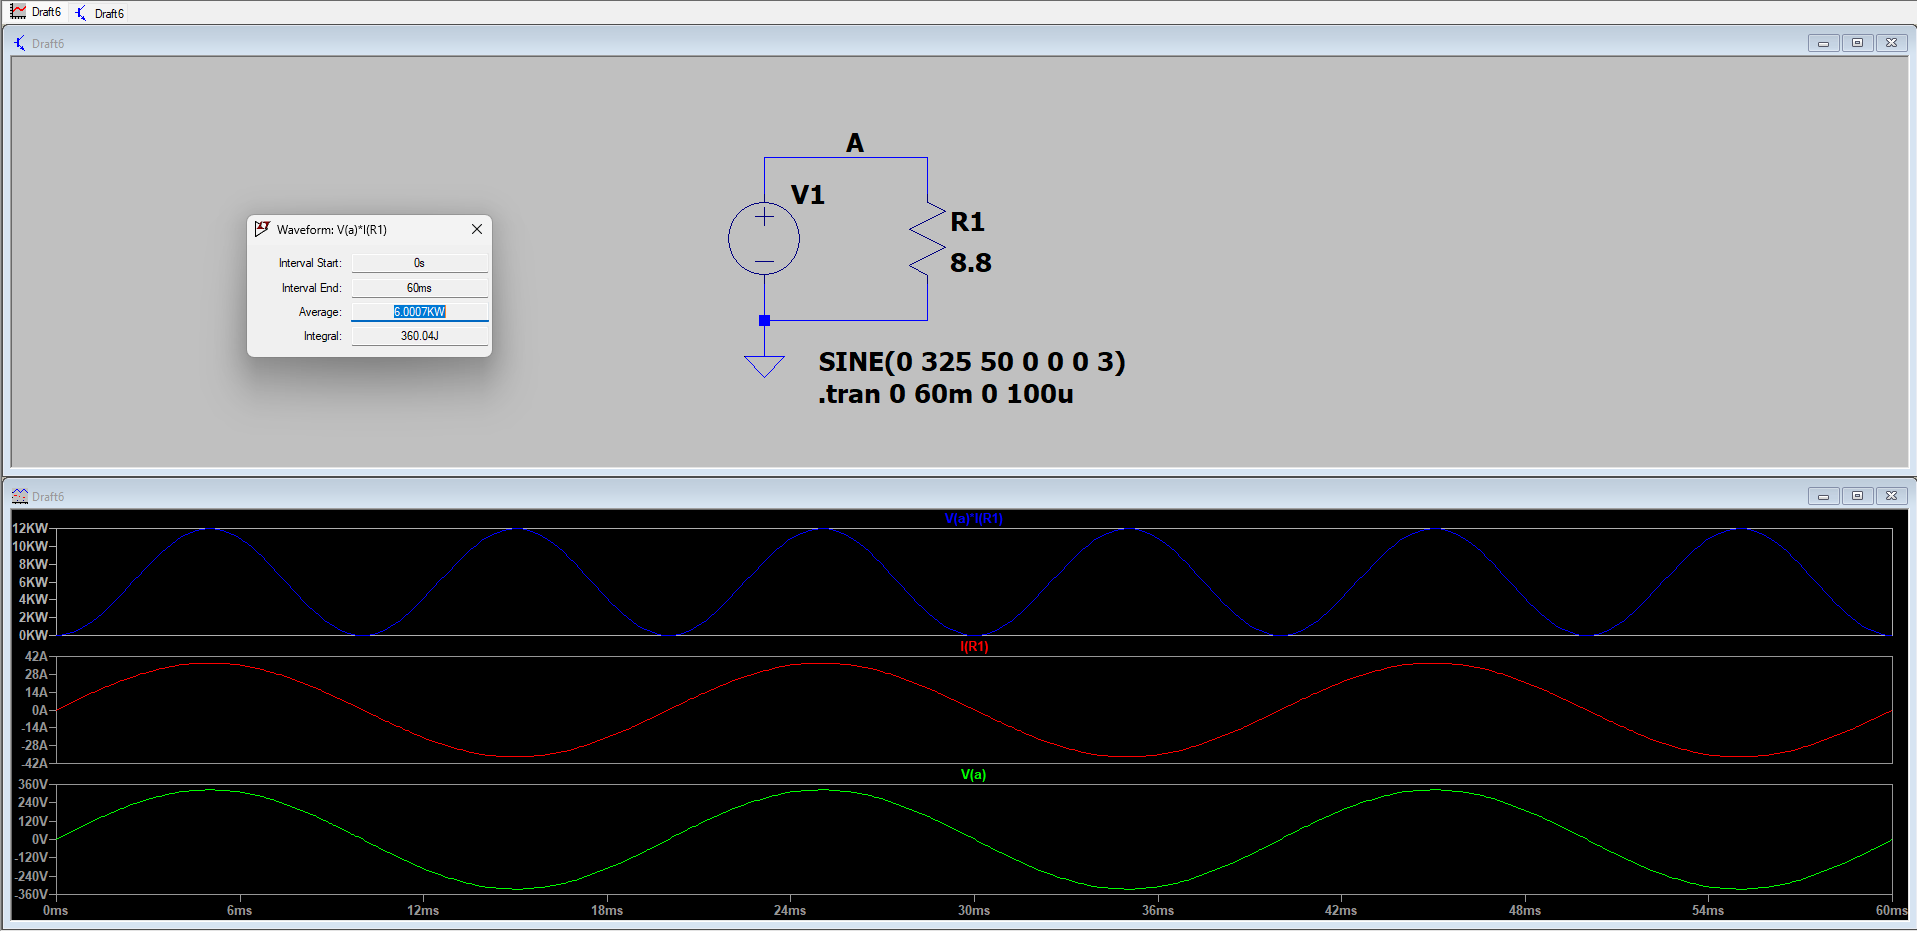 Draft6 Draft6
Draft6
A
V1
R1
8.8
SINE(0 325 50 0 0 0 3)
.tran 0 60m 0 100u
Waveform: V(a)*I(R1)
Interval Start: 0s
Interval End: 60ms
Average: 6.0007KW
Integral: 360.04J
Draft6
V(a)*I(R1)
12KW
10KW
8KW
6KW
4KW
2KW
0KW
I(R1)
42A
28A
14A
0A
-14A
-28A
-42A
V(a)
360V
240V
120V
0V
-120V
-240V
-360V
0ms 6ms 12ms 18ms 24ms 30ms 36ms 42ms 48ms 54ms 60ms